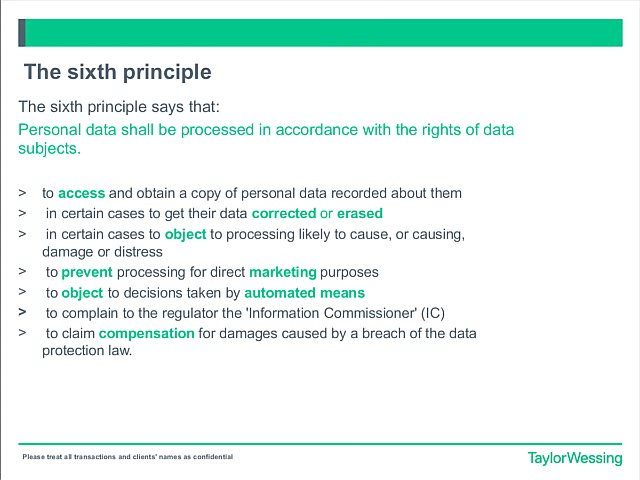 The sixth principle
The sixth principle says that:
Personal data shall be processed in accordance with the rights of data
subjects.
> to access and obtain a copy of personal data recorded about them
> in certain cases to get their data corrected or erased
> in certain cases to object to processing likely to cause, or causing,
damage or distress
> to prevent processing for direct marketing purposes
> to object to decisions taken by automated means
> to complain to the regulator the 'Information Commissioner' (IC)
> to claim compensation for damages caused by a breach of the data
protection law.
Please treat all transactions and clients' names as confidential
TaylorWessing